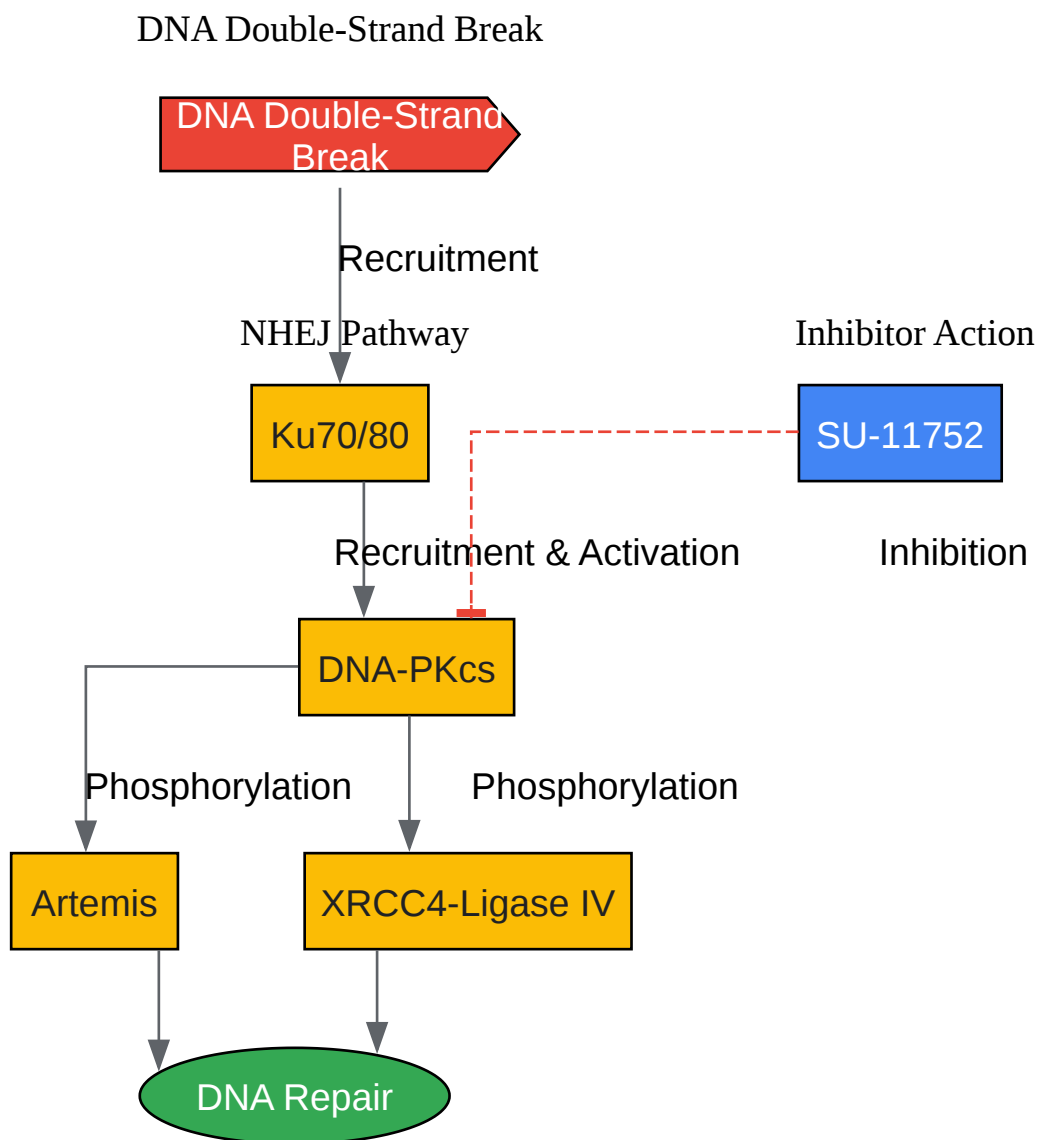 DNA Double-Strand Break
DNA Double-Strand
Break
Recruitment
NHEJ Pathway
Inhibitor Action
Ku70/80
SU-11752
Recruitment & Activation
Inhibition
DNA-PKcs
Phosphorylation
Phosphorylation
Artemis
XRCC4-Ligase IV
DNA Repair